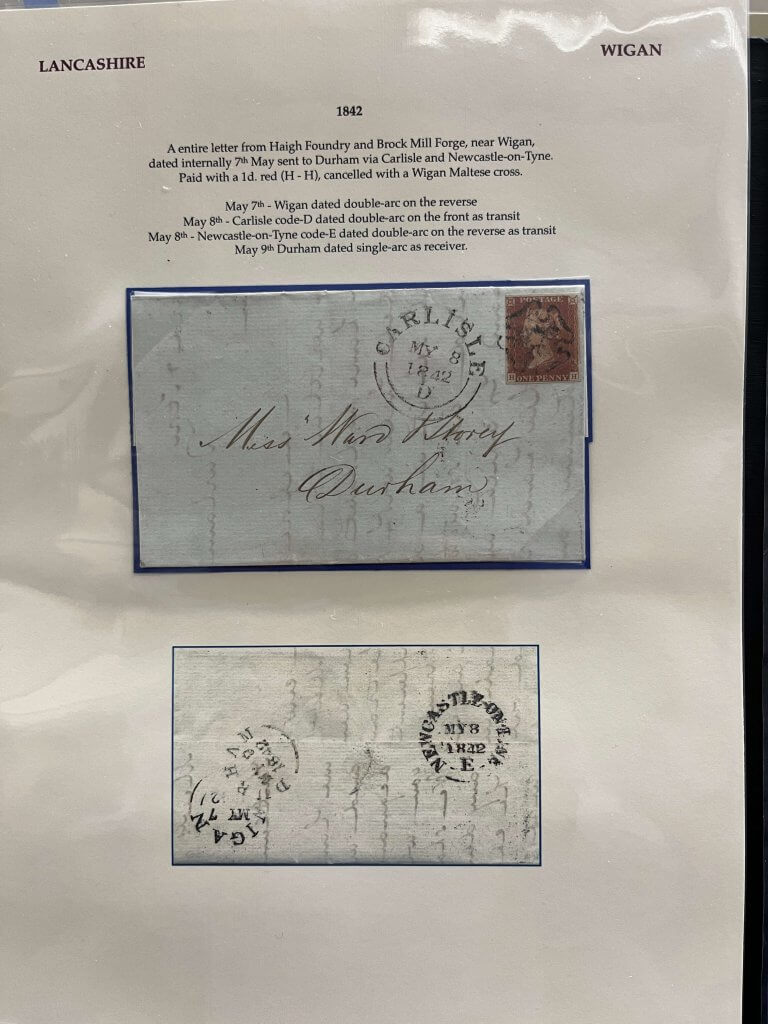 LANCASHIRE
WIGAN
1842
A entire letter from Haigh Foundry and Brock Mill Forge, near Wigan,
dated internally 7th May sent to Durham via Carlisle and Newcastle-on-Tyne.
Paid with a 1d. red (H - H), cancelled with a Wigan Maltese cross.
May 7th - Wigan dated double-arc on the reverse
May 8th - Carlisle code-D dated double-arc on the front as transit
May 8th - Newcastle-on-Tyne code-E dated double-arc on the reverse as transit
May 9th Durham dated single-arc as receiver.
CARLISLE
MY 8
1842
D
POSTAGE
H ONE PENNY H
Miss Ward Storey
Durham
NEWCASTLE-ON-TYNE
MY 8
1842
E
DURHAM
MY 9
1842
WIGAN
MY 7